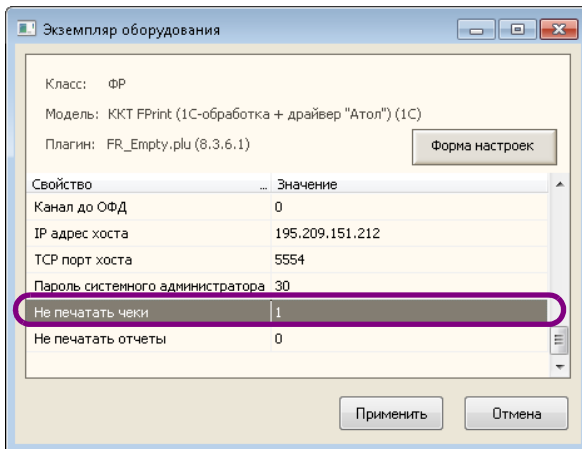 Экземпляр оборудования
Класс: ФР
Модель: ККТ FPrint (1С-обработка + драйвер "Атол") (1С)
Плагин: FR_Empty.plu (8.3.6.1)
Форма настроек
Свойство ... Значение
Канал до ОФД 0
IP адрес хоста 195.209.151.212
TCP порт хоста 5554
Пароль системного администратора 30
Не печатать чеки 1
Не печатать отчеты 0
Применить Отмена